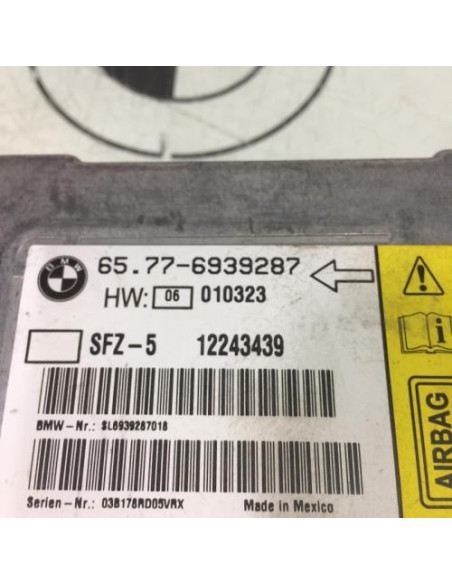 BMW
65.77-6939287
HW: 06 010323
SFZ-5 12243439
BMW-Nr.: SL6939287018
Serien-Nr.: 03B178RD05VRX Made in Mexico
i
AIRBAG